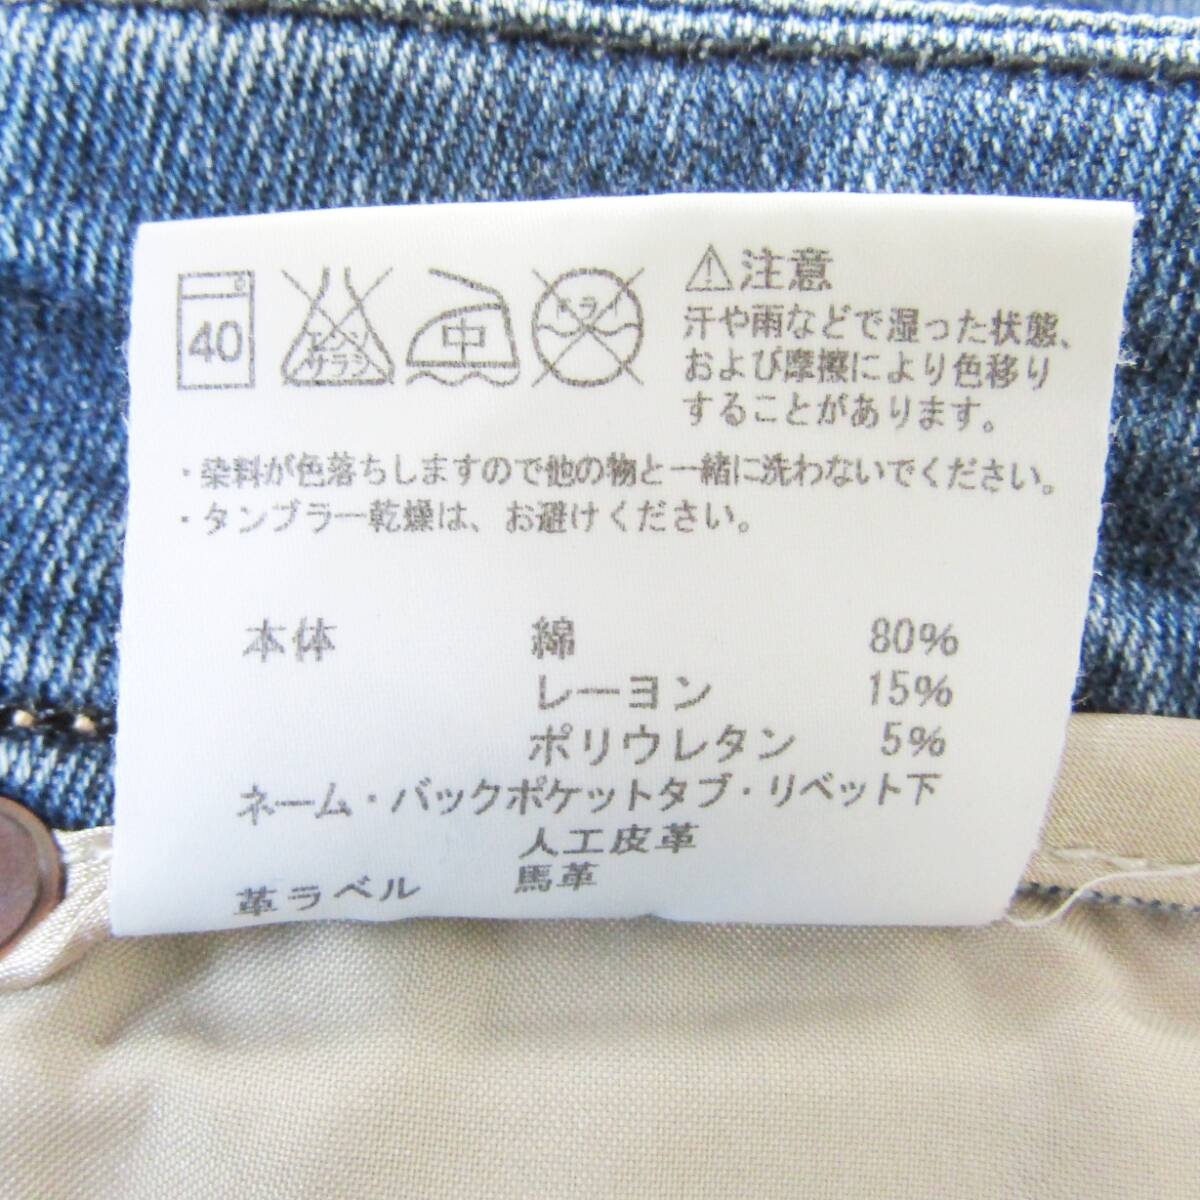 40 エンソサラシ 中 ドライ
⚠注意
汗や雨などで湿った状態、
および摩擦により色移り
することがあります。
・染料が色落ちしますので他の物と一緒に洗わないでください。
・タンブラー乾燥は、お避けください。
本体 綿 80%
レーヨン 15%
ポリウレタン 5%
ネーム・バックポケットタブ・リベット下
人工皮革
革ラベル 馬革